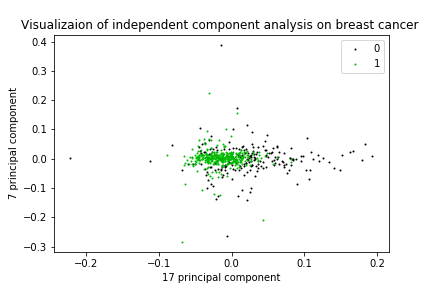 Visualizaion of independent component analysis on breast cancer
0.4
0.3
0.2
0.1
0.0
−0.1
−0.2
−0.3
7 principal component
0
1
−0.2 −0.1 0.0 0.1 0.2
17 principal component